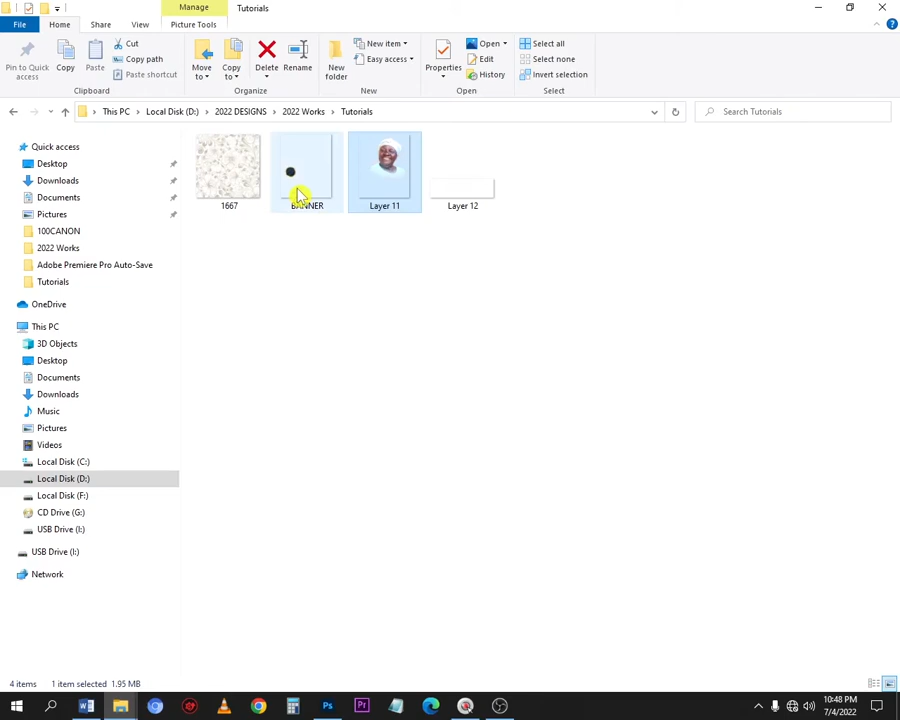 Manage
Tutorials
File
Home
Share
View
Picture Tools
Pin to Quick access
Copy
Paste
Cut
Copy path
Paste shortcut
Clipboard
Move to
Copy to
Delete
Rename
Organize
New folder
New item
Easy access
New
Properties
Open
Edit
History
Open
Select all
Select none
Invert selection
Select
This PC > Local Disk (D:) > 2022 DESIGNS > 2022 Works > Tutorials
Search Tutorials
Quick access
Desktop
Downloads
Documents
Pictures
100CANON
2022 Works
Adobe Premiere Pro Auto-Save
Tutorials
OneDrive
This PC
3D Objects
Desktop
Documents
Downloads
Music
Pictures
Videos
Local Disk (C:)
Local Disk (D:)
Local Disk (F:)
CD Drive (G:)
USB Drive (I:)
USB Drive (I:)
Network
1667
BANNER
Layer 11
Layer 12
4 items
1 item selected 1.95 MB
Ps
Pr
10:48 PM
7/4/2022